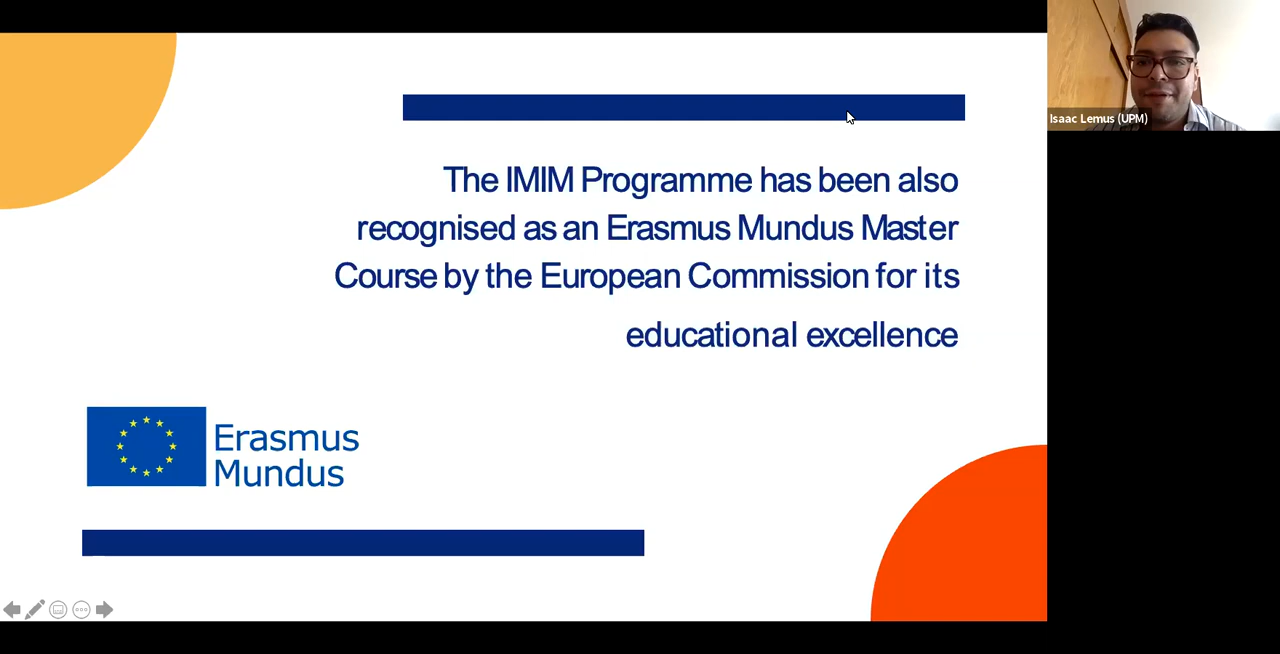 The IMIM Programme has been also
recognised as an Erasmus Mundus Master
Course by the European Commission for its
educational excellence
Erasmus
Mundus
Isaac Lemus (UPM)